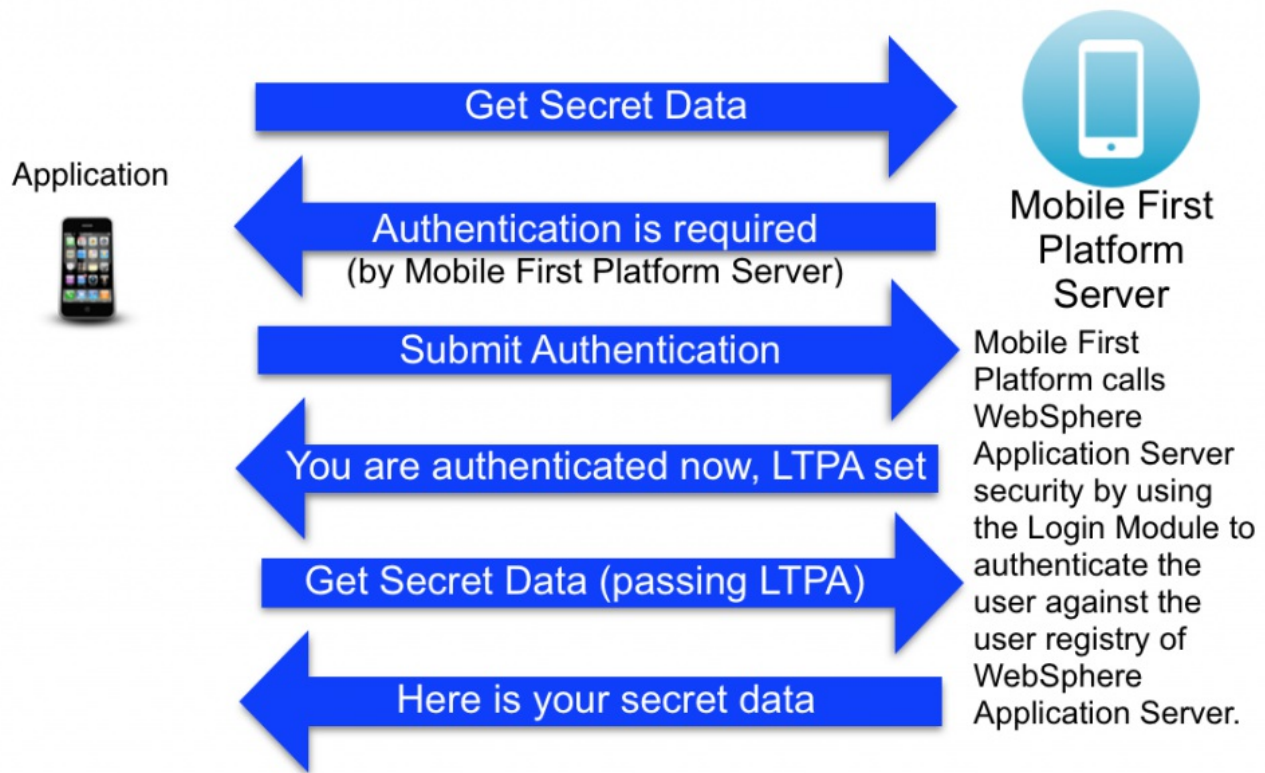 Get Secret Data
Application
Mobile First
Platform
Server
Authentication is required
(by Mobile First Platform Server)
Submit Authentication
Mobile First
Platform calls
WebSphere
Application Server
security by using
the Login Module to
authenticate the
user against the
user registry of
WebSphere
Application Server.
You are authenticated now, LTPA set
Get Secret Data (passing LTPA)
Here is your secret data